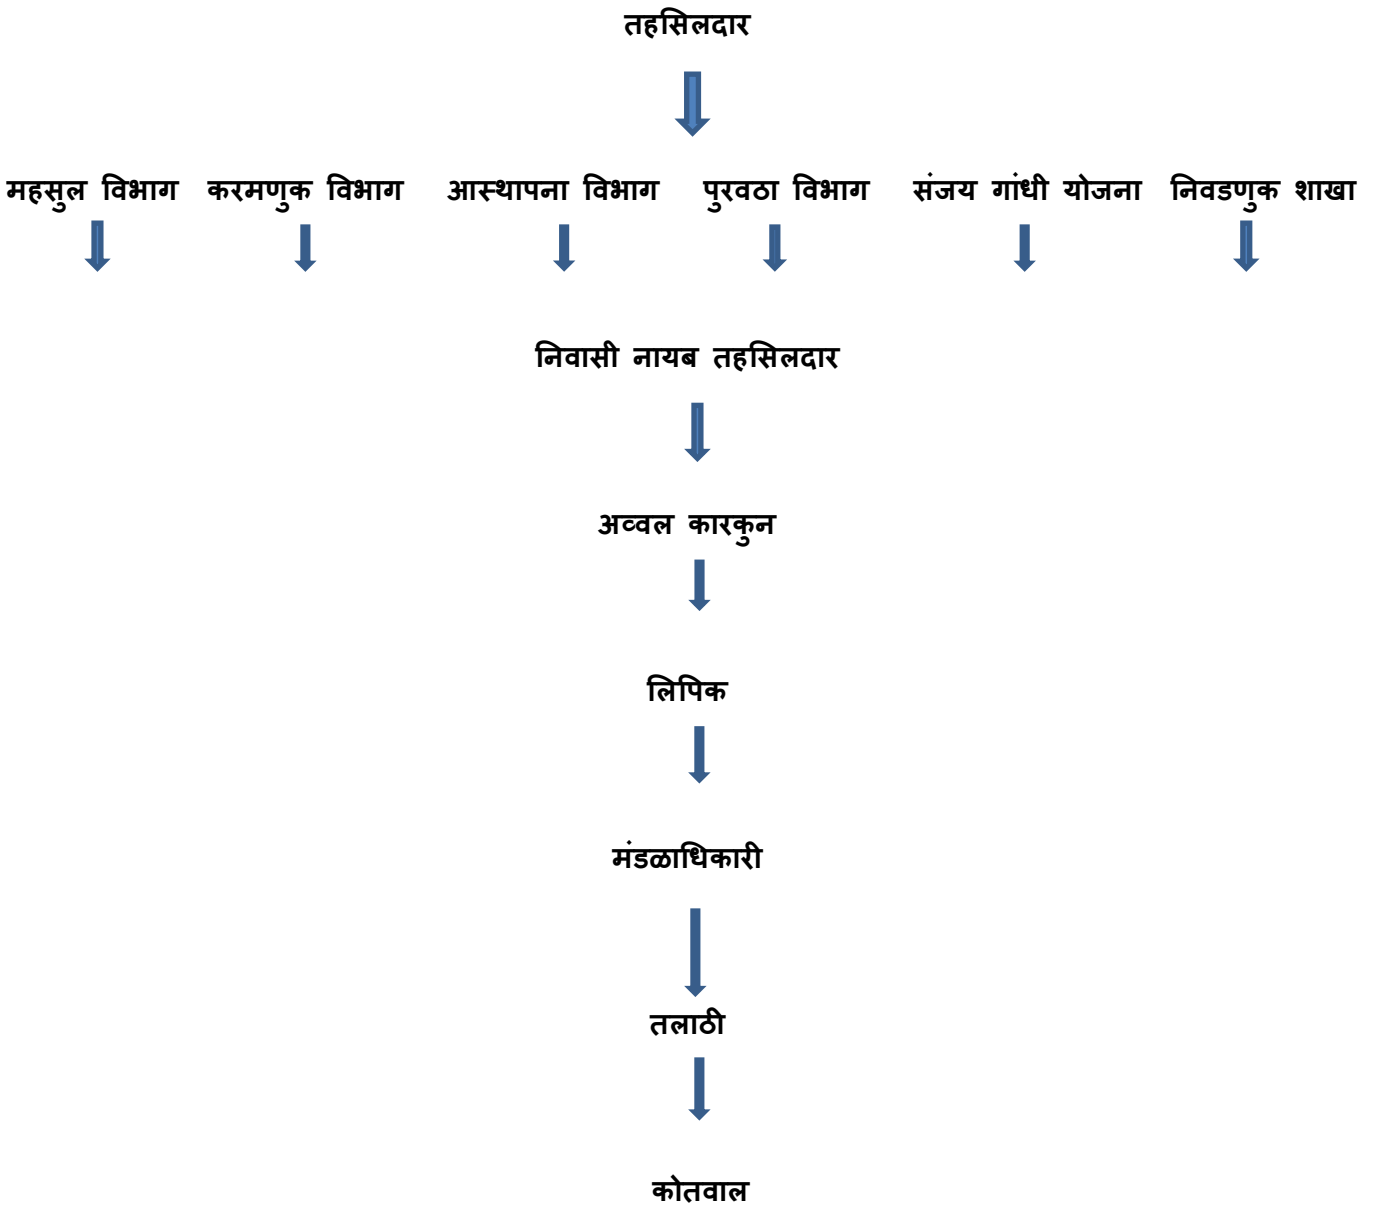 तहसिलदार
महसुल विभाग करमणुक विभाग आस्थापना विभाग पुरवठा विभाग संजय गांधी योजना निवडणुक शाखा
निवासी नायब तहसिलदार
अव्वल कारकुन
लिपिक
मंडळाधिकारी
तलाठी
कोतवाल